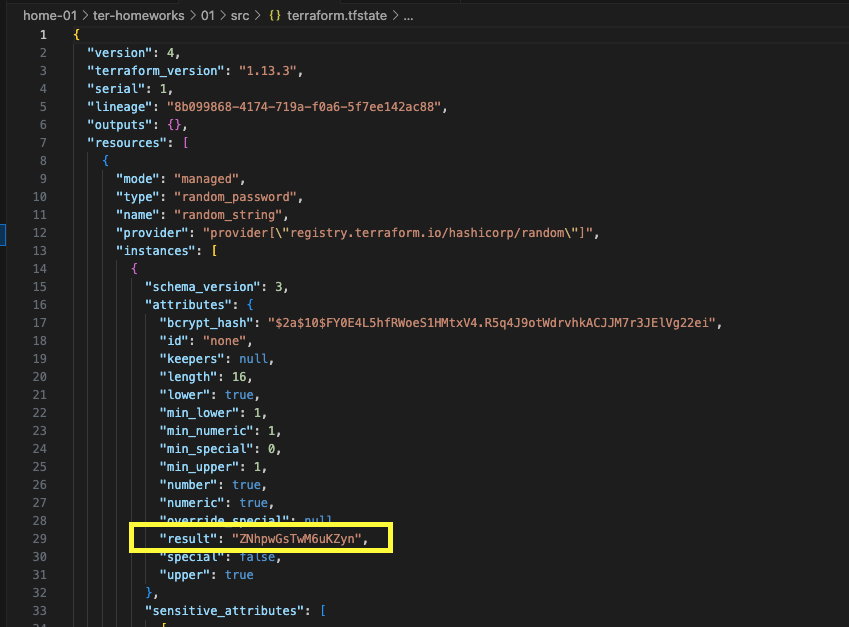 home-01 > ter-homeworks > 01 > src > {} terraform.tfstate > ...
1 {
2 "version": 4,
3 "terraform_version": "1.13.3",
4 "serial": 1,
5 "lineage": "8b099868-4174-719a-f0a6-5f7ee142ac88",
6 "outputs": {},
7 "resources": [
8 {
9 "mode": "managed",
10 "type": "random_password",
11 "name": "random_string",
12 "provider": "provider[\"registry.terraform.io/hashicorp/random\"]",
13 "instances": [
14 {
15 "schema_version": 3,
16 "attributes": {
17 "bcrypt_hash": "$2a$10$FY0E4L5hfRWoeS1HMtxV4.R5q4J9otWdrvhkACJJM7r3JElVg22ei",
18 "id": "none",
19 "keepers": null,
20 "length": 16,
21 "lower": true,
22 "min_lower": 1,
23 "min_numeric": 1,
24 "min_special": 0,
25 "min_upper": 1,
26 "number": true,
27 "numeric": true,
28 "override_special": null,
29 "result": "ZNhpwGsTwM6uKZyn",
30 "special": false,
31 "upper": true
32 },
33 "sensitive_attributes": [
34 [